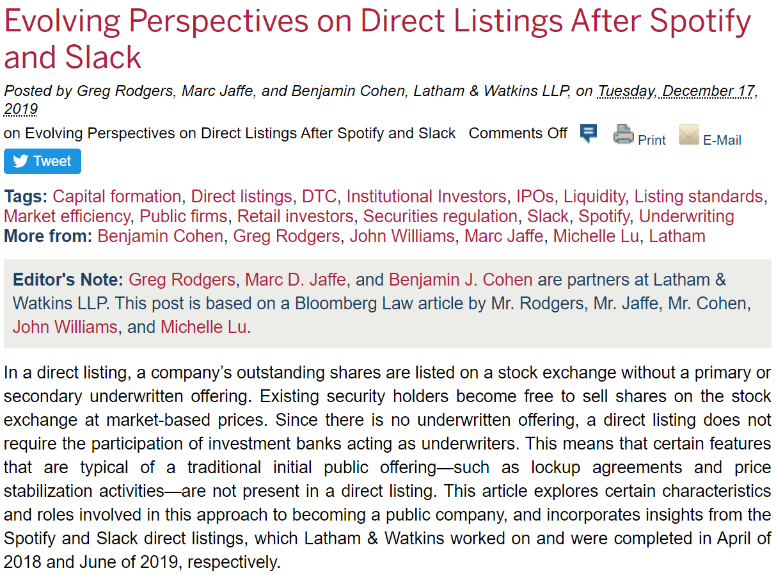 Evolving Perspectives on Direct Listings After Spotify
and Slack
Posted by Greg Rodgers, Marc Jaffe, and Benjamin Cohen, Latham & Watkins LLP, on Tuesday, December 17,
2019
on Evolving Perspectives on Direct Listings After Spotify and Slack Comments Off Print E-Mail
Tweet
Tags: Capital formation, Direct listings, DTC, Institutional Investors, IPOs, Liquidity, Listing standards,
Market efficiency, Public firms, Retail investors, Securities regulation, Slack, Spotify, Underwriting
More from: Benjamin Cohen, Greg Rodgers, John Williams, Marc Jaffe, Michelle Lu, Latham
Editor's Note: Greg Rodgers, Marc D. Jaffe, and Benjamin J. Cohen are partners at Latham &
Watkins LLP. This post is based on a Bloomberg Law article by Mr. Rodgers, Mr. Jaffe, Mr. Cohen,
John Williams, and Michelle Lu.
In a direct listing, a company’s outstanding shares are listed on a stock exchange without a primary or
secondary underwritten offering. Existing security holders become free to sell shares on the stock
exchange at market-based prices. Since there is no underwritten offering, a direct listing does not
require the participation of investment banks acting as underwriters. This means that certain features
that are typical of a traditional initial public offering—such as lockup agreements and price
stabilization activities—are not present in a direct listing. This article explores certain characteristics
and roles involved in this approach to becoming a public company, and incorporates insights from the
Spotify and Slack direct listings, which Latham & Watkins worked on and were completed in April of
2018 and June of 2019, respectively.